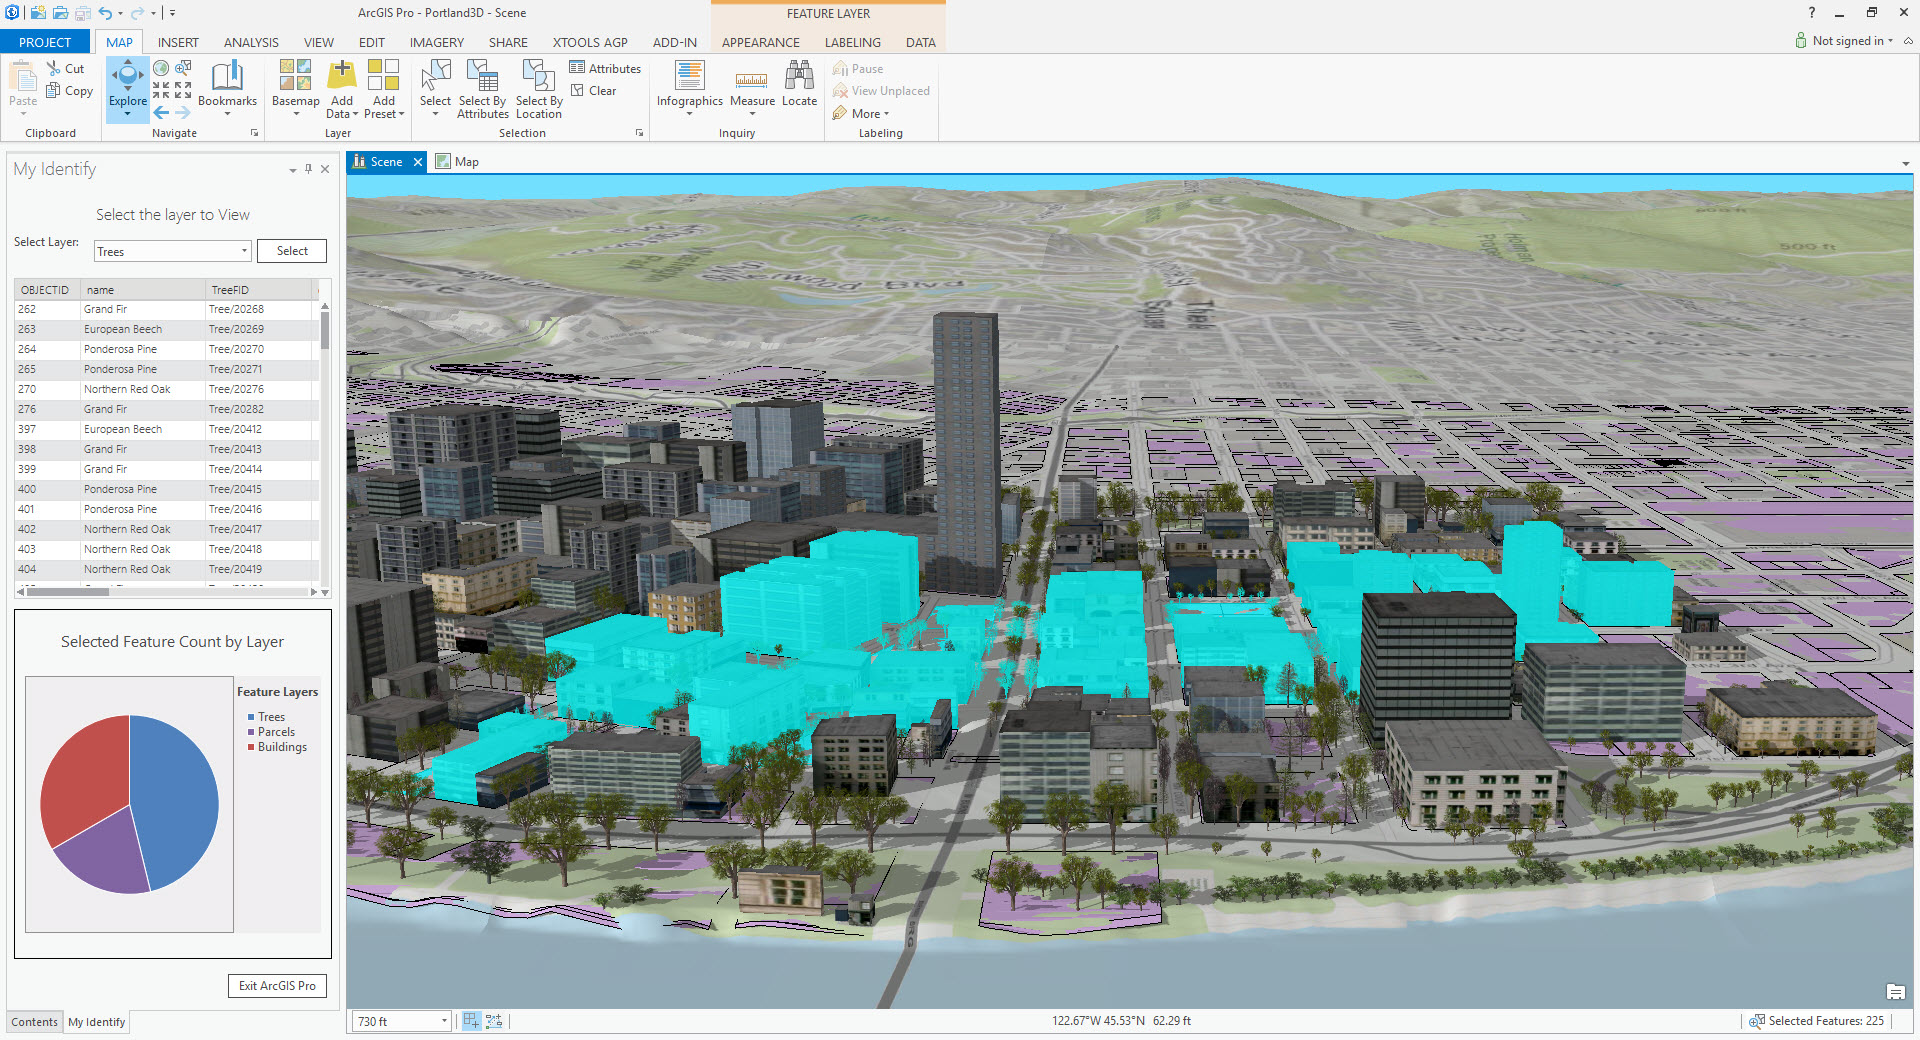 ArcGIS Pro - Portland3D - Scene
FEATURE LAYER
?
PROJECT MAP INSERT ANALYSIS VIEW EDIT IMAGERY SHARE XTOOLS AGP ADD-IN APPEARANCE LABELING DATA
Not signed in
Paste
Cut
Copy
Clipboard
Explore
Bookmarks
Navigate
Basemap
Add Data
Add Preset
Layer
Select
Select By Attributes
Select By Location
Attributes
Clear
Selection
Infographics
Measure
Locate
Inquiry
Pause
View Unplaced
More
Labeling
My Identify
Select the layer to View
Select Layer:
Trees
Select
OBJECTID name TreeFID
262 Grand Fir Tree/20268
263 European Beech Tree/20269
264 Ponderosa Pine Tree/20270
265 Ponderosa Pine Tree/20271
270 Northern Red Oak Tree/20276
276 Grand Fir Tree/20282
397 European Beech Tree/20412
398 Grand Fir Tree/20413
399 Grand Fir Tree/20414
400 Ponderosa Pine Tree/20415
401 Ponderosa Pine Tree/20416
402 Northern Red Oak Tree/20417
403 Northern Red Oak Tree/20418
404 Northern Red Oak Tree/20419
Selected Feature Count by Layer
Feature Layers
Trees
Parcels
Buildings
Exit ArcGIS Pro
Contents
My Identify
Scene
Map
Blvd
Park
500 ft
730 ft
122.67°W 45.53°N 62.29 ft
Selected Features: 225